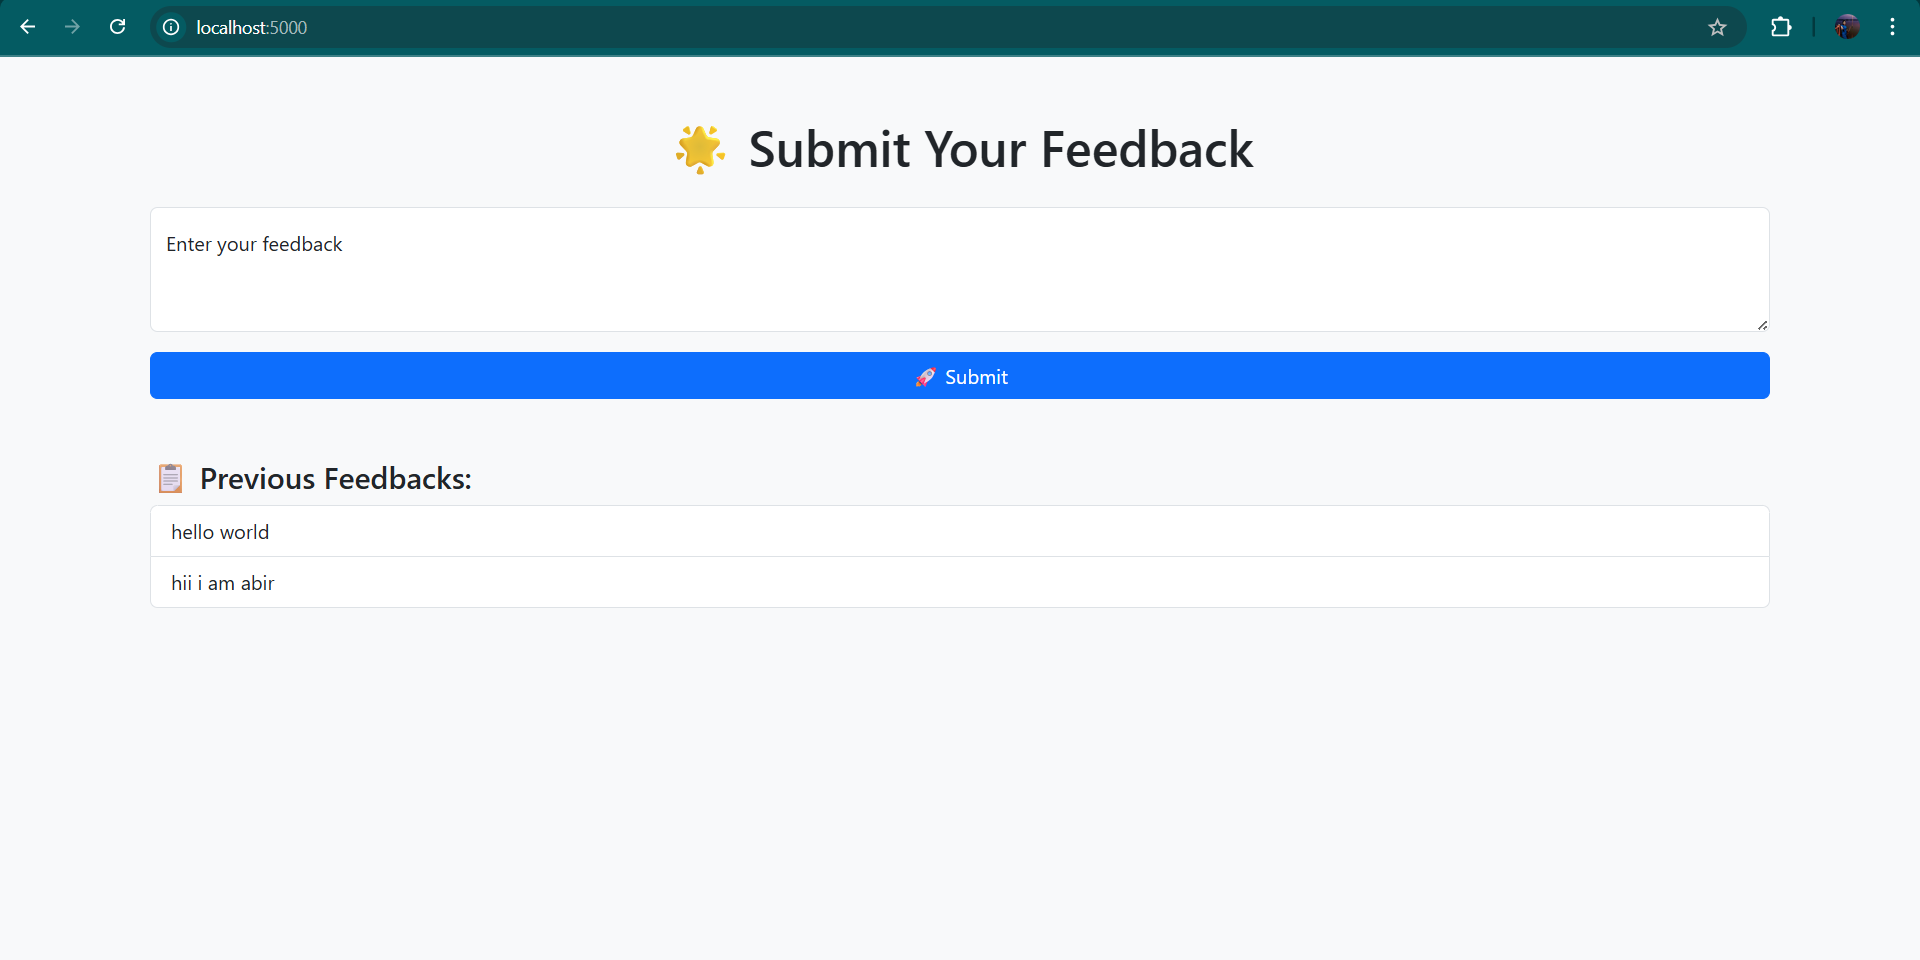 localhost:5000
🌟 Submit Your Feedback
Enter your feedback
🚀 Submit
📋 Previous Feedbacks:
hello world
hii i am abir